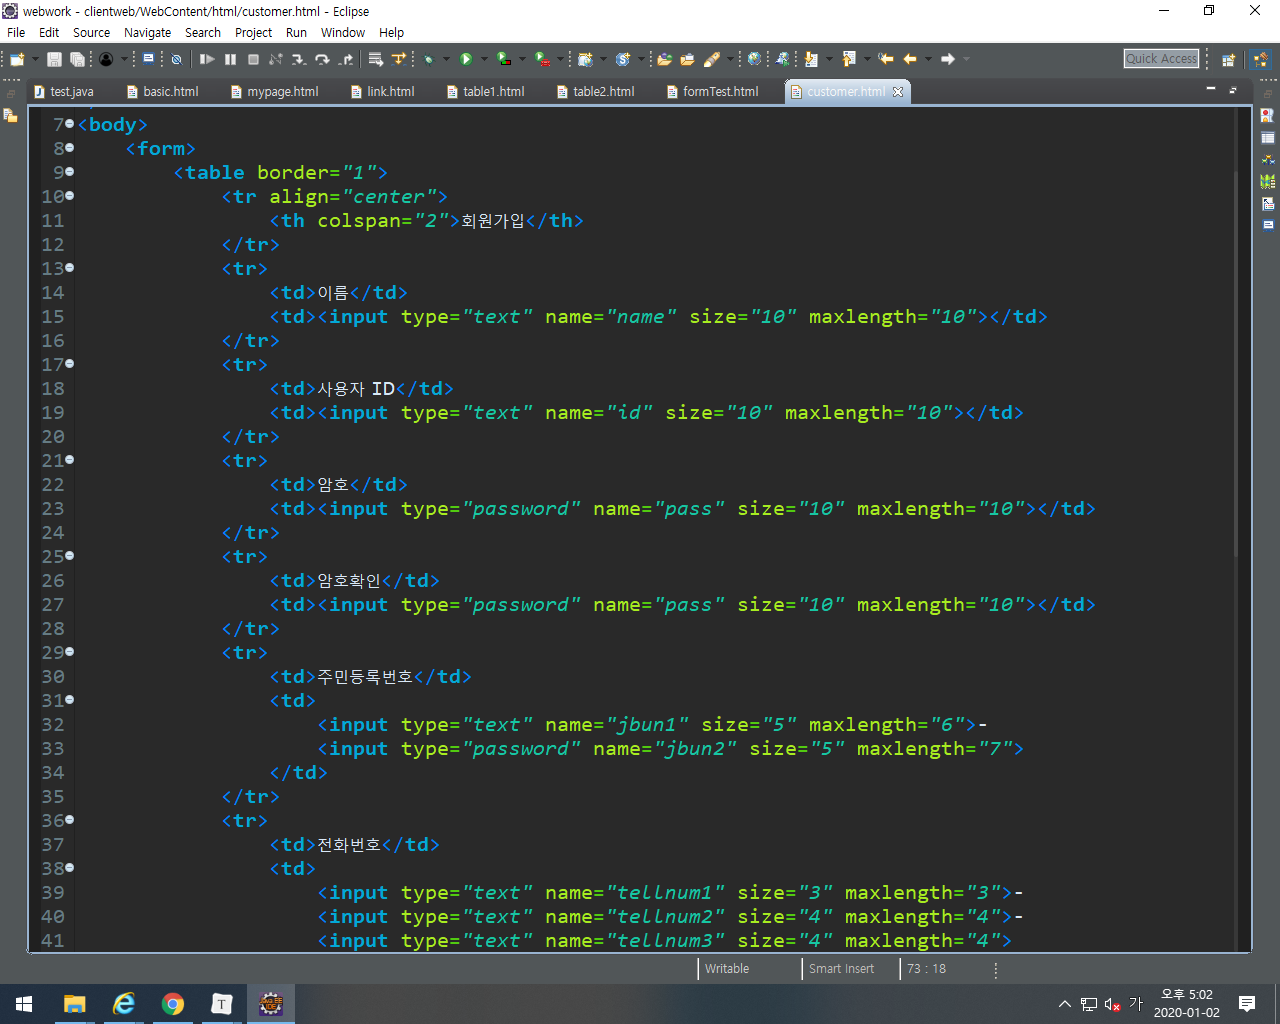 webwork - clientweb/WebContent/html/customer.html - Eclipse
File Edit Source Navigate Search Project Run Window Help
Quick Access
test.java basic.html mypage.html link.html table1.html table2.html formTest.html customer.html
7 <body>
8 <form>
9 <table border="1">
10 <tr align="center">
11 <th colspan="2">회원가입</th>
12 </tr>
13 <tr>
14 <td>이름</td>
15 <td><input type="text" name="name" size="10" maxlength="10"></td>
16 </tr>
17 <tr>
18 <td>사용자 ID</td>
19 <td><input type="text" name="id" size="10" maxlength="10"></td>
20 </tr>
21 <tr>
22 <td>암호</td>
23 <td><input type="password" name="pass" size="10" maxlength="10"></td>
24 </tr>
25 <tr>
26 <td>암호확인</td>
27 <td><input type="password" name="pass" size="10" maxlength="10"></td>
28 </tr>
29 <tr>
30 <td>주민등록번호</td>
31 <td>
32 <input type="text" name="jbun1" size="5" maxlength="6">-
33 <input type="password" name="jbun2" size="5" maxlength="7">
34 </td>
35 </tr>
36 <tr>
37 <td>전화번호</td>
38 <td>
39 <input type="text" name="tellnum1" size="3" maxlength="3">-
40 <input type="text" name="tellnum2" size="4" maxlength="4">-
41 <input type="text" name="tellnum3" size="4" maxlength="4">
Writable Smart Insert 73 : 18
T 가 오후 5:02
2020-01-02